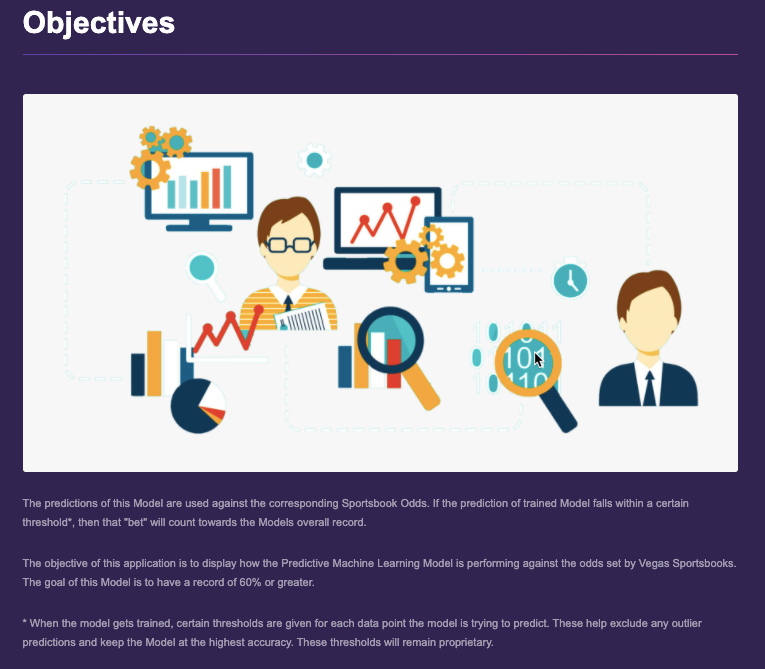 Objectives
101
110
The predictions of this Model are used against the corresponding Sportsbook Odds. If the prediction of trained Model falls within a certain
threshold*, then that "bet" will count towards the Models overall record.
The objective of this application is to display how the Predictive Machine Learning Model is performing against the odds set by Vegas Sportsbooks.
The goal of this Model is to have a record of 60% or greater.
* When the model gets trained, certain thresholds are given for each data point the model is trying to predict. These help exclude any outlier
predictions and keep the Model at the highest accuracy. These thresholds will remain proprietary.